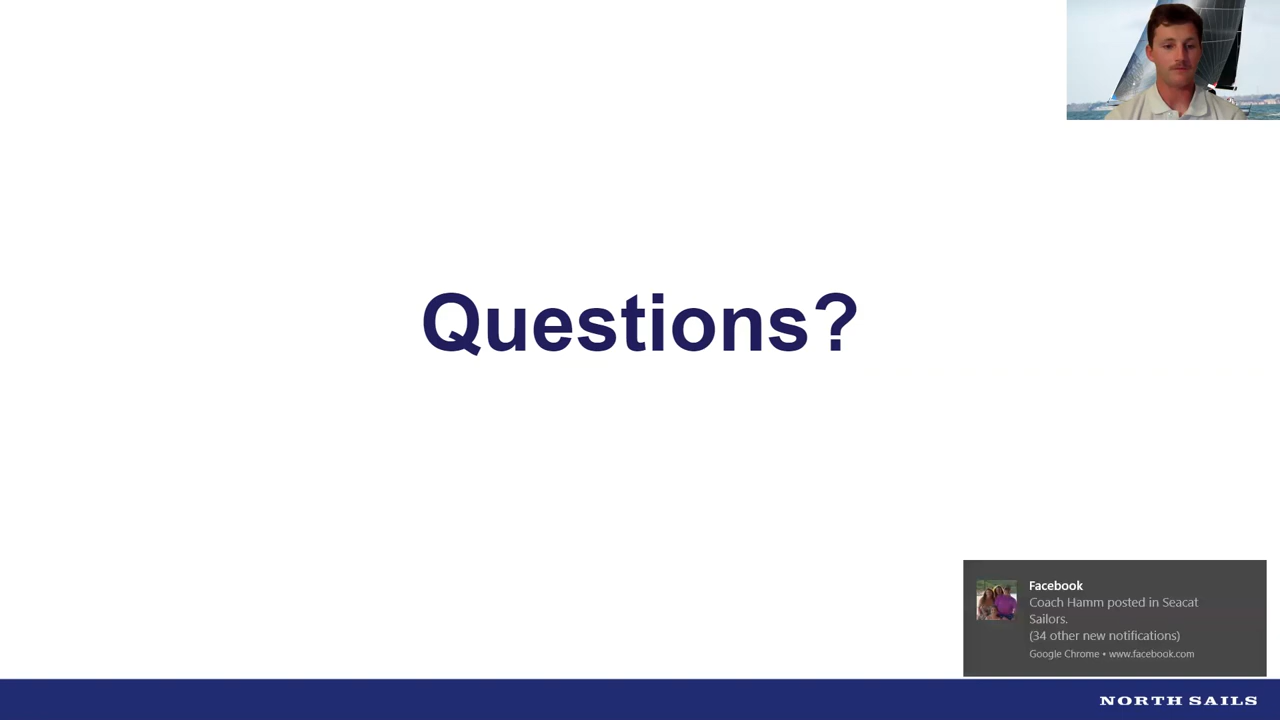 Questions?
Facebook
Coach Hamm posted in Seacat
Sailors.
(34 other new notifications)
Google Chrome • www.facebook.com
NORTH SAILS